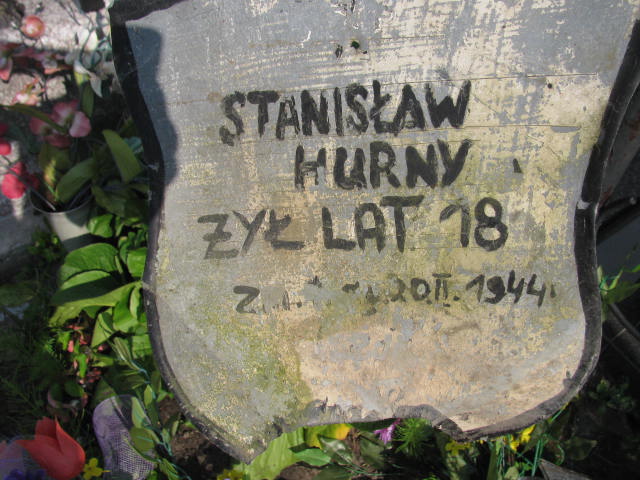 STANISŁAW
HURNY
ŻYŁ LAT 18
20.II.1944.